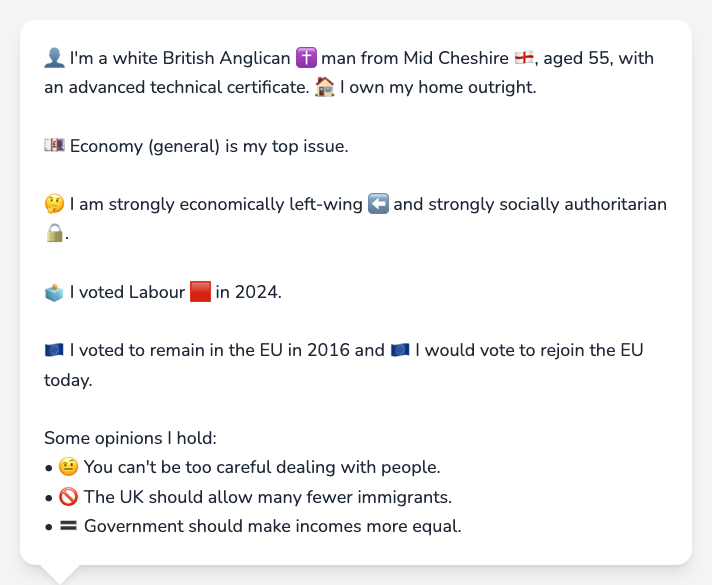 👤 I'm a white British Anglican ✝️ man from Mid Cheshire 🏴󠁧󠁢󠁥󠁮󠁧󠁿, aged 55, with
an advanced technical certificate. 🏠 I own my home outright.
💷 Economy (general) is my top issue.
🤔 I am strongly economically left-wing ⬅️ and strongly socially authoritarian
🔒.
🗳️ I voted Labour 🟥 in 2024.
🇪🇺 I voted to remain in the EU in 2016 and 🇪🇺 I would vote to rejoin the EU
today.
Some opinions I hold:
• 🤨 You can't be too careful dealing with people.
• 🚫 The UK should allow many fewer immigrants.
• 🟰 Government should make incomes more equal.